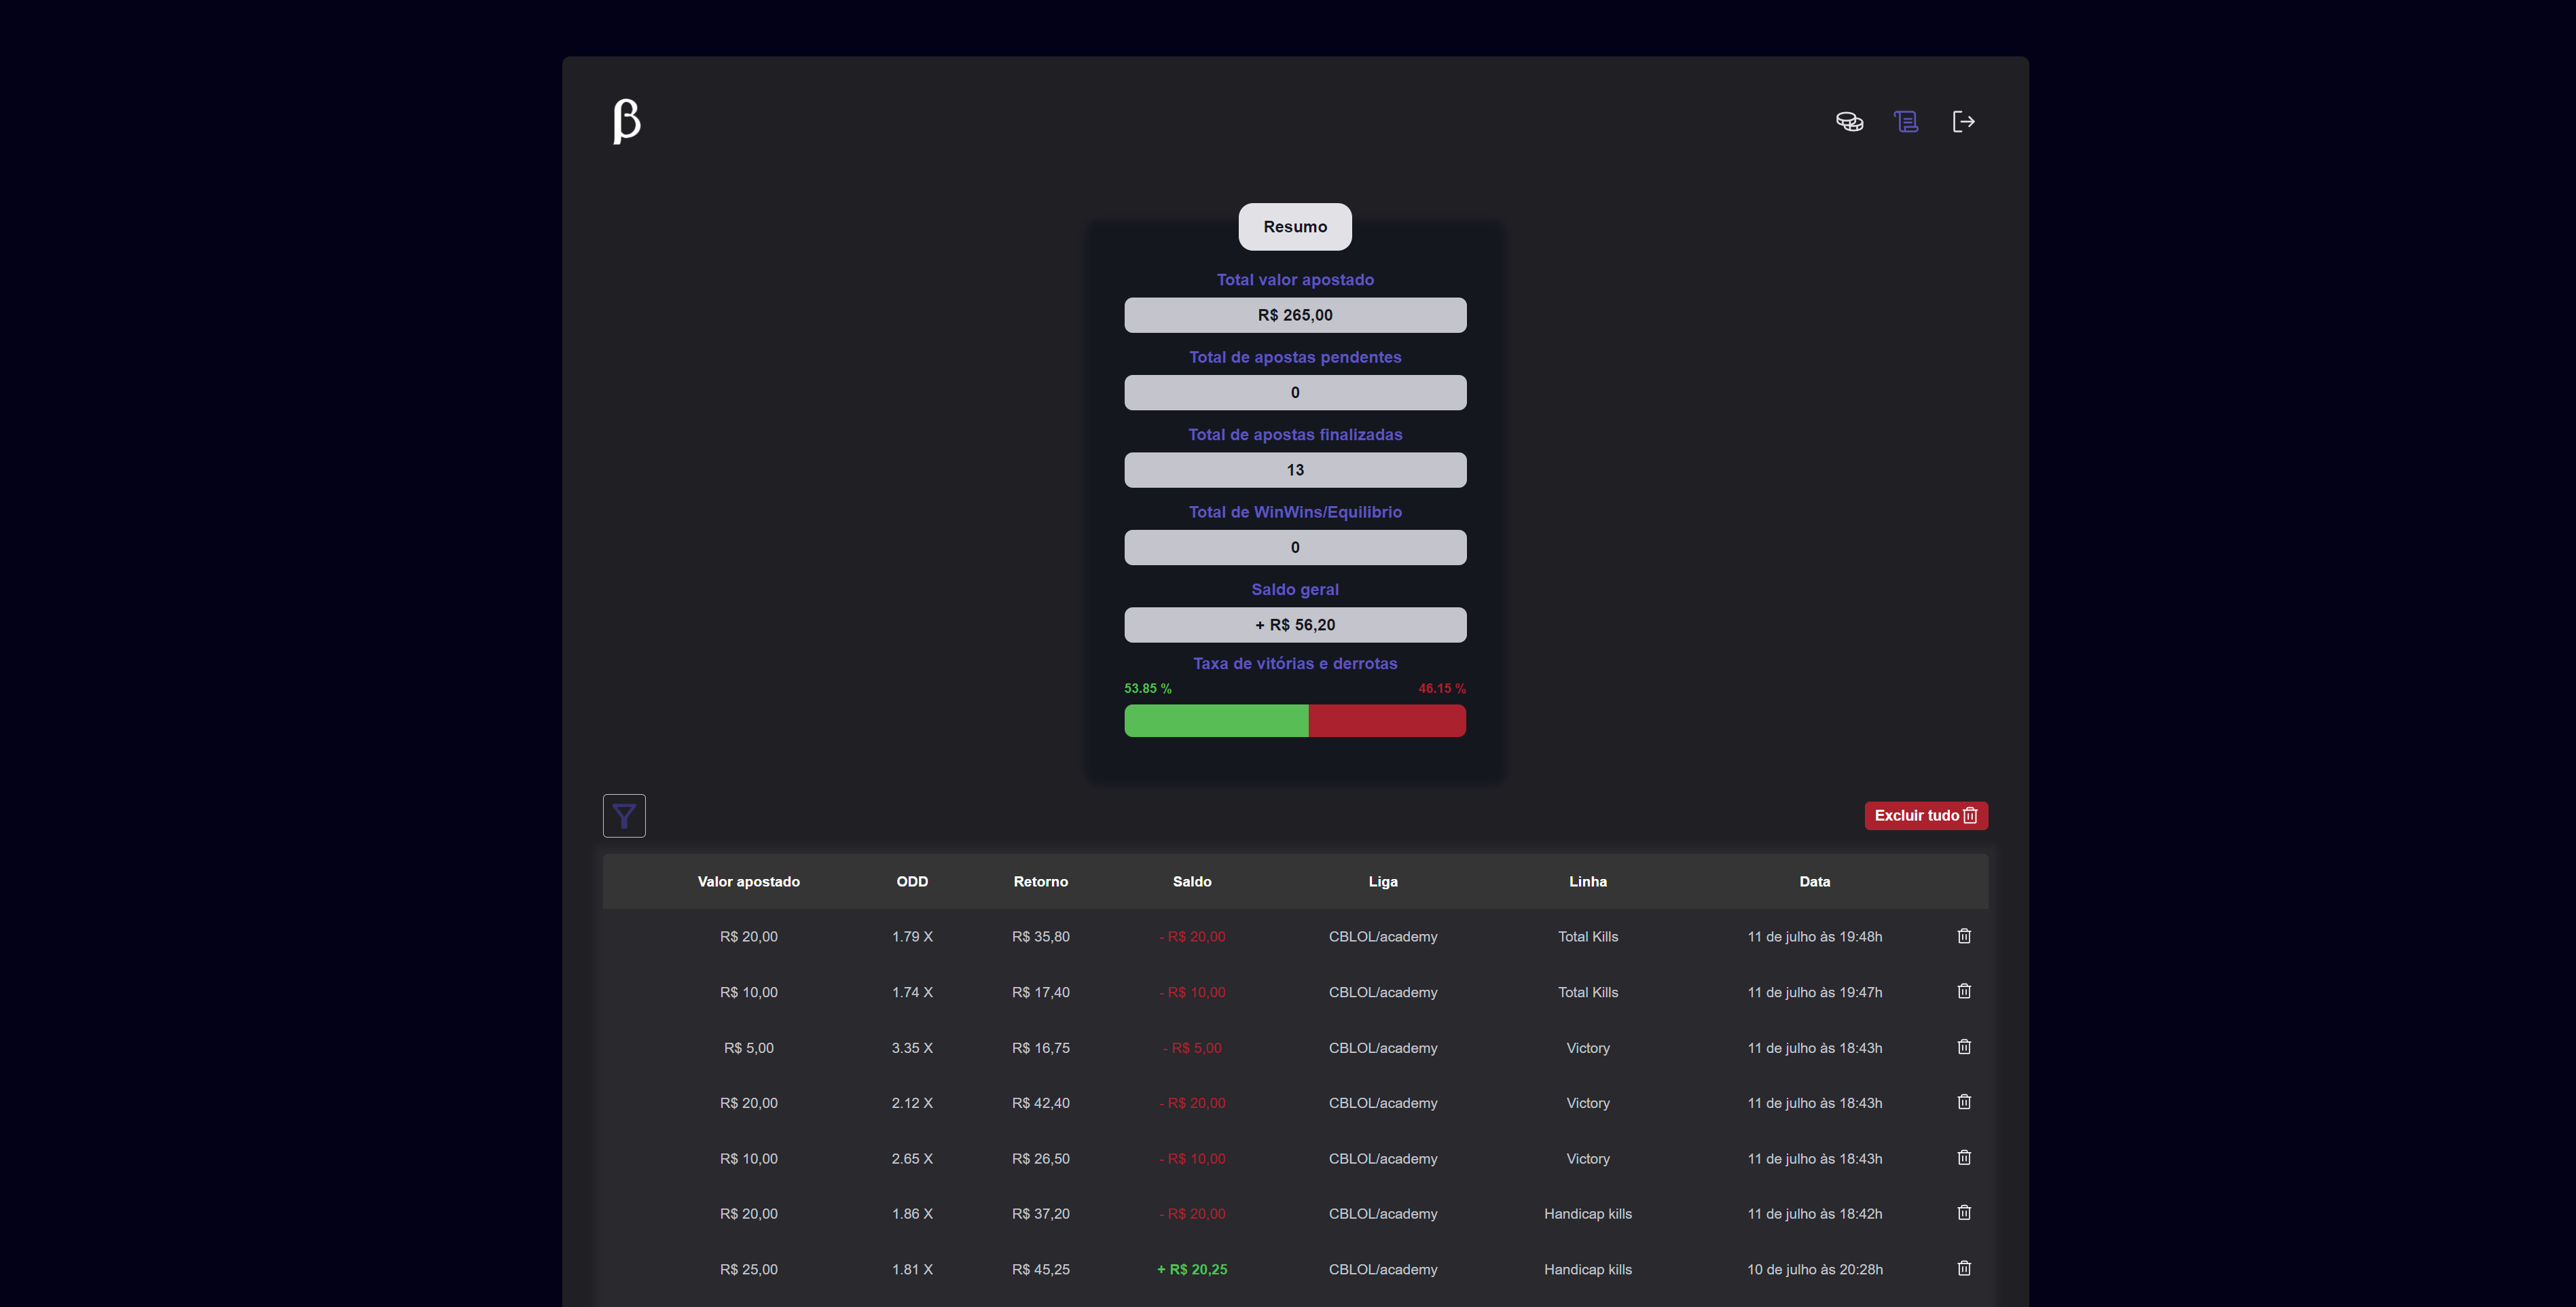 β
Resumo
Total valor apostado
R$ 265,00
Total de apostas pendentes
0
Total de apostas finalizadas
13
Total de WinWins/Equilibrio
0
Saldo geral
+ R$ 56,20
Taxa de vitórias e derrotas
53.85 % 46.15 %
Excluir tudo
Valor apostado ODD Retorno Saldo Liga Linha Data
R$ 20,00 1.79 X R$ 35,80 - R$ 20,00 CBLOL/academy Total Kills 11 de julho às 19:48h
R$ 10,00 1.74 X R$ 17,40 - R$ 10,00 CBLOL/academy Total Kills 11 de julho às 19:47h
R$ 5,00 3.35 X R$ 16,75 - R$ 5,00 CBLOL/academy Victory 11 de julho às 18:43h
R$ 20,00 2.12 X R$ 42,40 - R$ 20,00 CBLOL/academy Victory 11 de julho às 18:43h
R$ 10,00 2.65 X R$ 26,50 - R$ 10,00 CBLOL/academy Victory 11 de julho às 18:43h
R$ 20,00 1.86 X R$ 37,20 - R$ 20,00 CBLOL/academy Handicap kills 11 de julho às 18:42h
R$ 25,00 1.81 X R$ 45,25 + R$ 20,25 CBLOL/academy Handicap kills 10 de julho às 20:28h